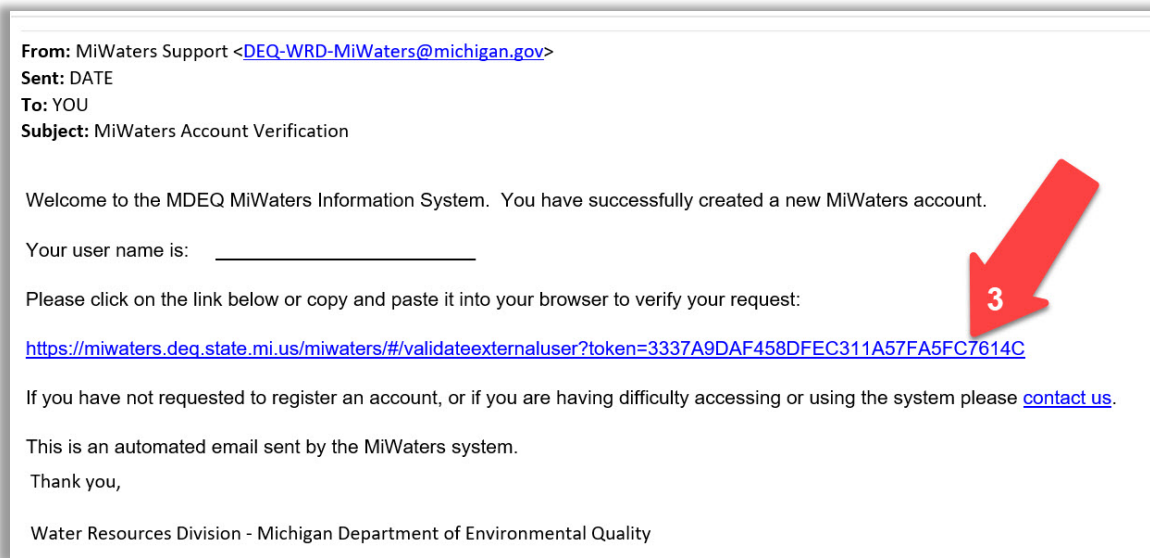 From: MiWaters Support <DEQ-WRD-MiWaters@michigan.gov>
Sent: DATE
To: YOU
Subject: MiWaters Account Verification
Welcome to the MDEQ MiWaters Information System. You have successfully created a new MiWaters account.
Your user name is:
Please click on the link below or copy and paste it into your browser to verify your request:
3
https://miwaters.deq.state.mi.us/miwaters/#/validateexternaluser?token=3337A9DAF458DFEC311A57FA5FC7614C
If you have not requested to register an account, or if you are having difficulty accessing or using the system please contact us.
This is an automated email sent by the MiWaters system.
Thank you,
Water Resources Division - Michigan Department of Environmental Quality